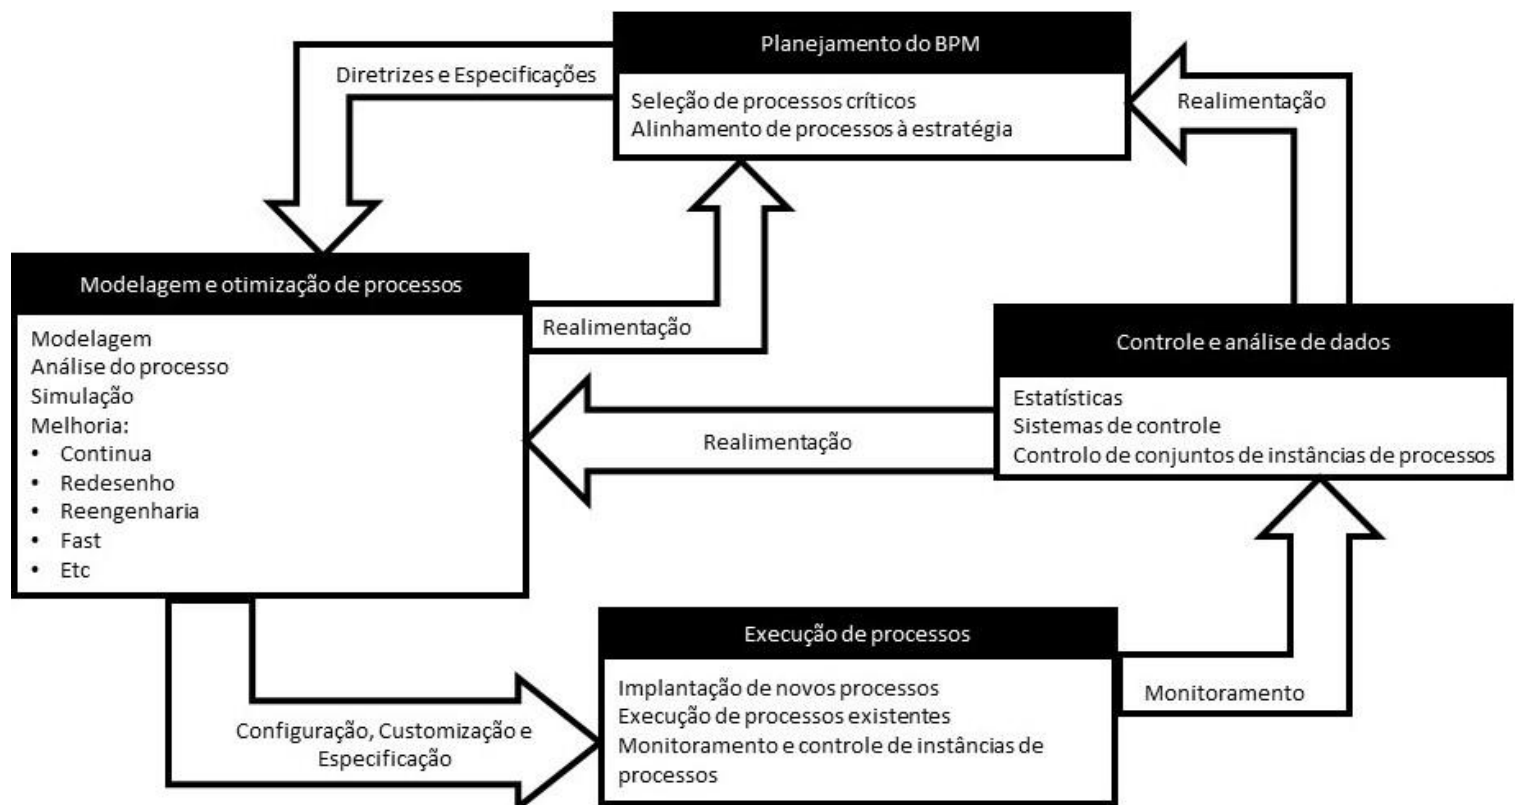 Planejamento do BPM
Seleção de processos críticos
Alinhamento de processos à estratégia
Diretrizes e Especificações
Realimentação
Modelagem e otimização de processos
Modelagem
Análise do processo
Simulação
Melhoria:
• Continua
• Redesenho
• Reengenharia
• Fast
• Etc
Realimentação
Realimentação
Controle e análise de dados
Estatísticas
Sistemas de controle
Controlo de conjuntos de instâncias de processos
Configuração, Customização e
Especificação
Execução de processos
Implantação de novos processos
Execução de processos existentes
Monitoramento e controle de instâncias de
processos
Monitoramento